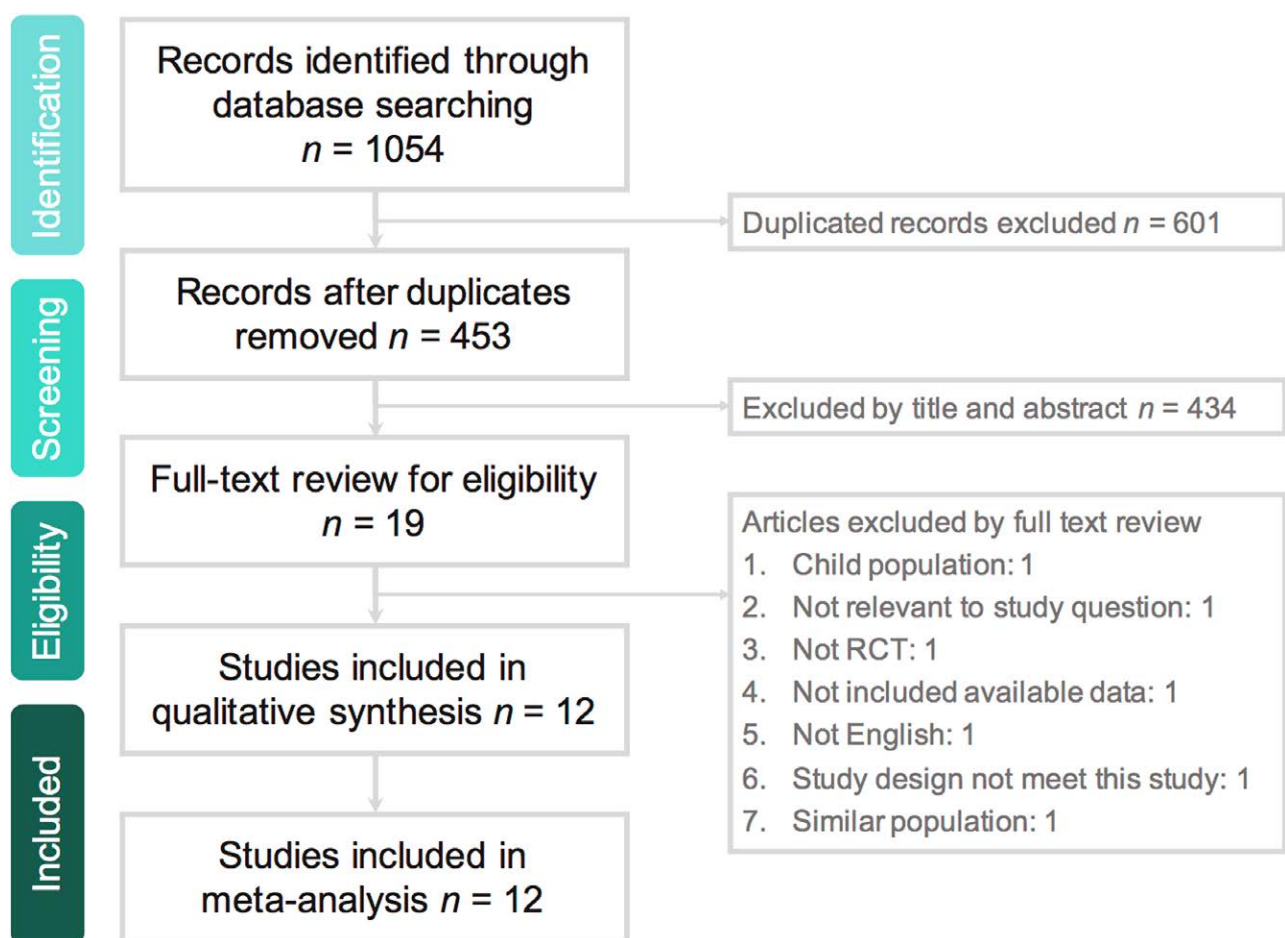 Identification
Records identified through
database searching
n = 1054
Duplicated records excluded n = 601
Screening
Records after duplicates
removed n = 453
Excluded by title and abstract n = 434
Full-text review for eligibility
n = 19
Eligibility
Articles excluded by full text review
1. Child population: 1
2. Not relevant to study question: 1
3. Not RCT: 1
4. Not included available data: 1
5. Not English: 1
6. Study design not meet this study: 1
7. Similar population: 1
Studies included in
qualitative synthesis n = 12
Included
Studies included in
meta-analysis n = 12